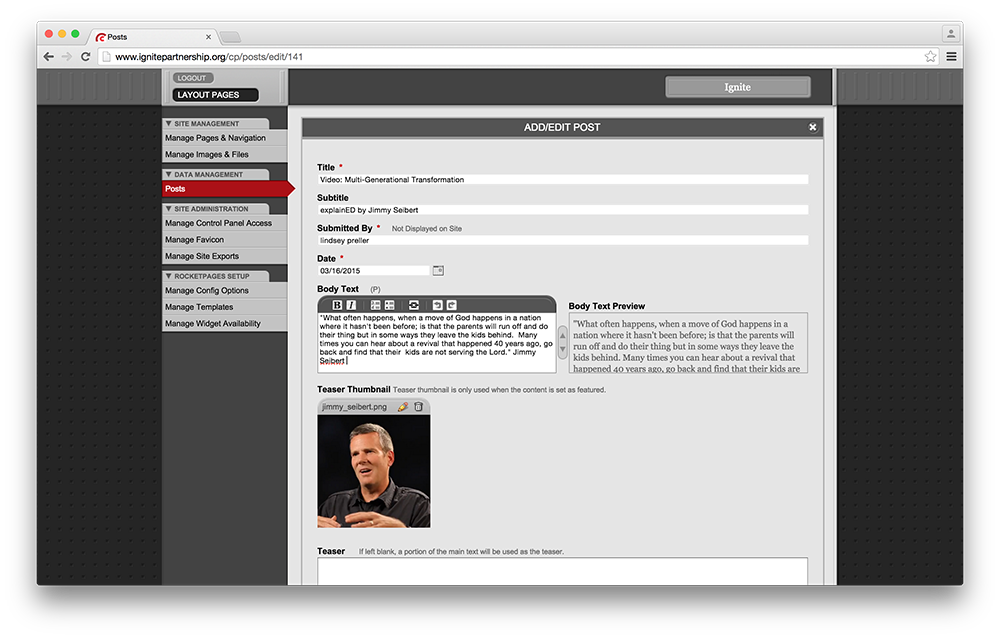 Posts
www.ignitepartnership.org/cp/posts/edit/141
LOGOUT
LAYOUT PAGES
Ignite
SITE MANAGEMENT
Manage Pages & Navigation
Manage Images & Files
DATA MANAGEMENT
Posts
SITE ADMINISTRATION
Manage Control Panel Access
Manage Favicon
Manage Site Exports
ROCKETPAGES SETUP
Manage Config Options
Manage Templates
Manage Widget Availability
ADD/EDIT POST
Title *
Video: Multi-Generational Transformation
Subtitle
explainED by Jimmy Seibert
Submitted By * Not Displayed on Site
lindsey preller
Date *
03/16/2015
Body Text (P)
B I
"What often happens, when a move of God happens in a nation
where it hasn't been before; is that the parents will run off and do
their thing but in some ways they leave the kids behind. Many
times you can hear about a revival that happened 40 years ago, go
back and find that their kids are not serving the Lord." Jimmy
Seibert
Body Text Preview
"What often happens, when a move of God happens in a
nation where it hasn't been before; is that the parents will
run off and do their thing but in some ways they leave the
kids behind. Many times you can hear about a revival that
happened 40 years ago, go back and find that their kids are
Teaser Thumbnail Teaser thumbnail is only used when the content is set as featured.
jimmy_seibert.png
Teaser If left blank, a portion of the main text will be used as the teaser.